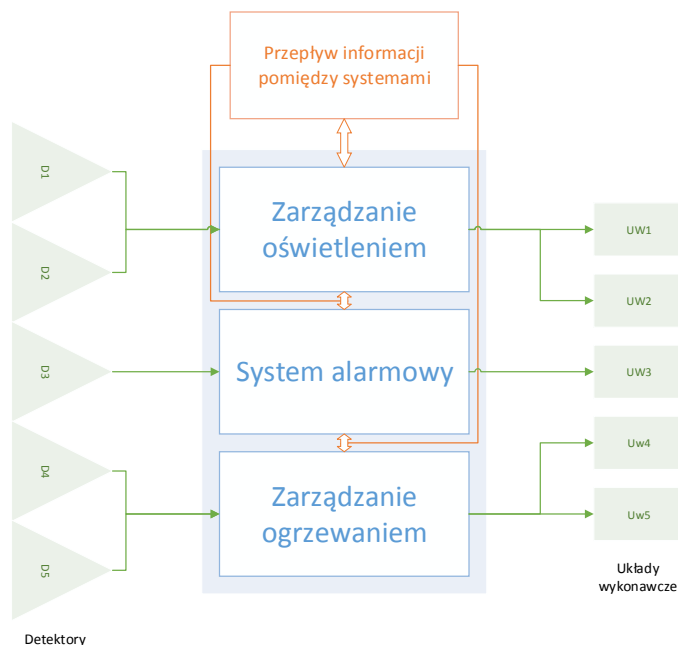 Przepływ informacji
pomiędzy systemami
D1
D2
D3
D4
D5
Detektory
Zarządzanie
oświetleniem
System alarmowy
Zarządzanie
ogrzewaniem
UW1
UW2
UW3
Uw4
Uw5
Układy
wykonawcze